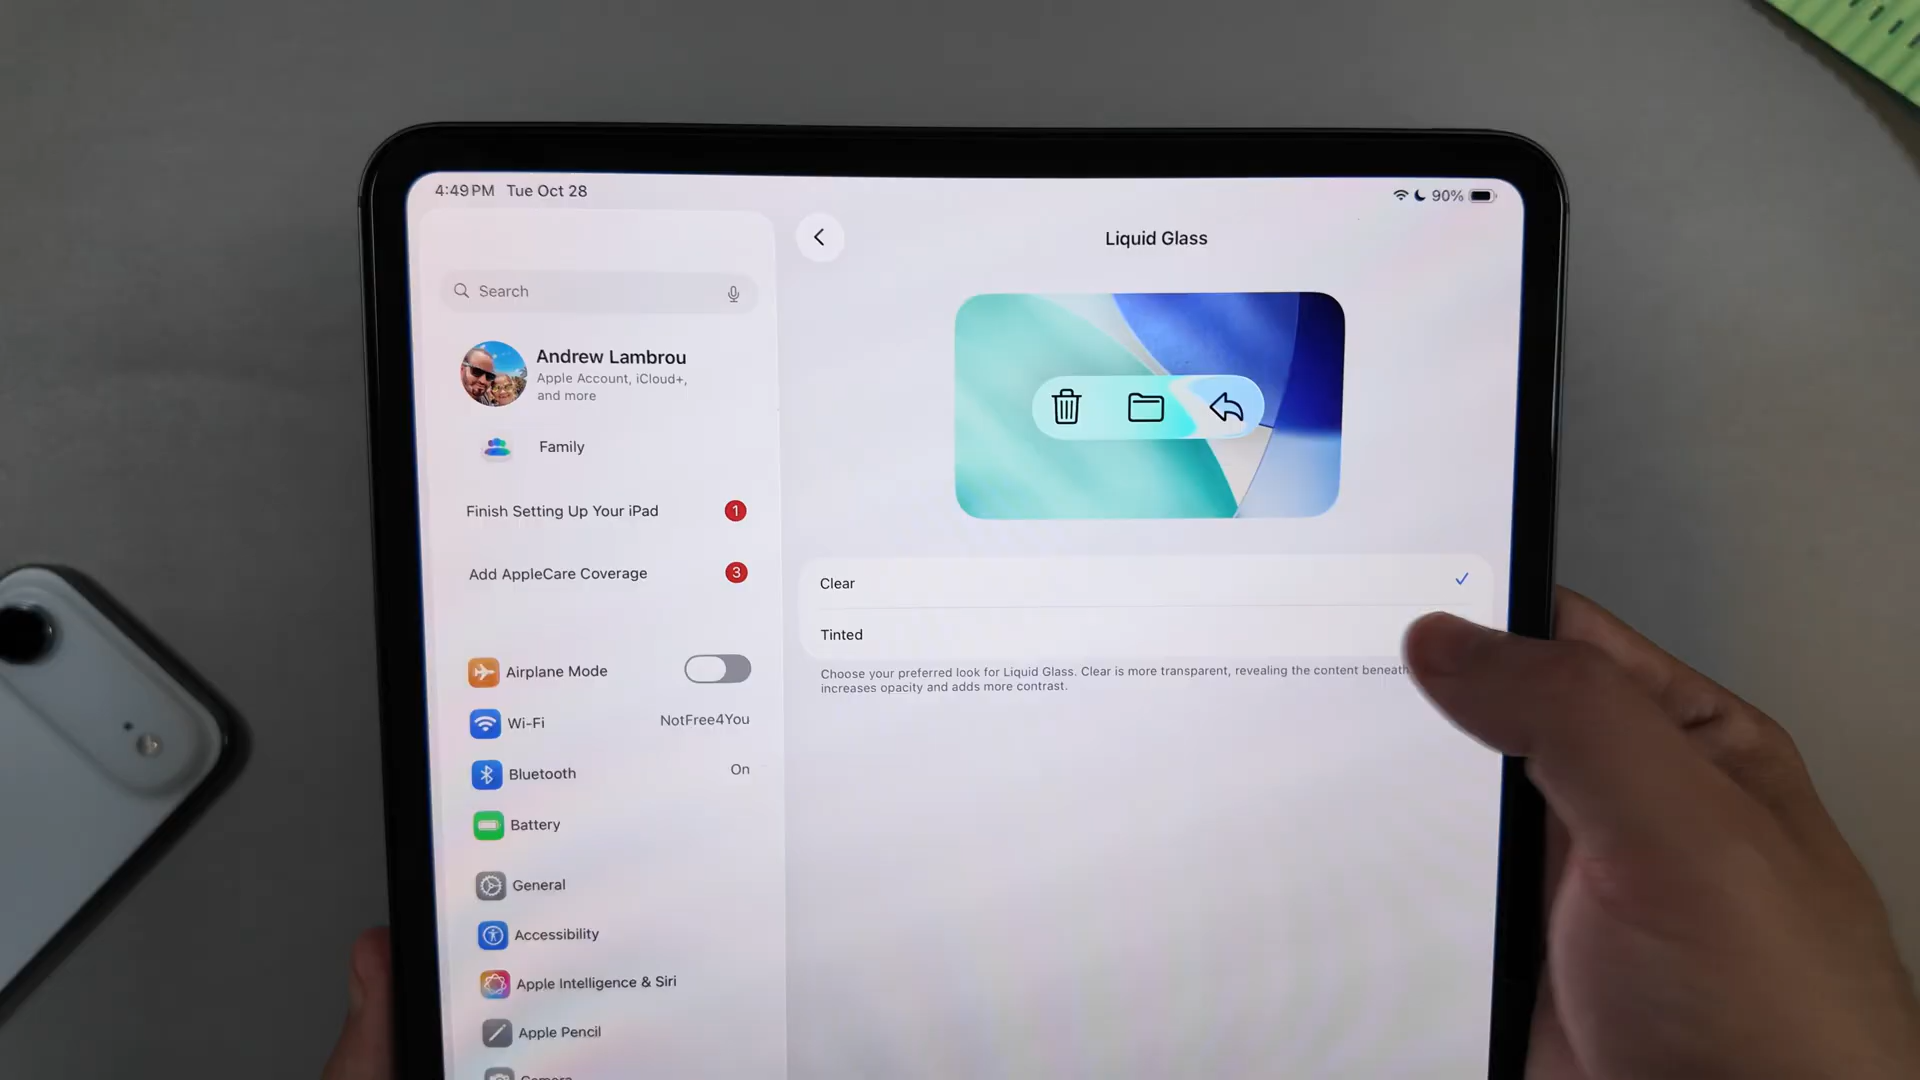 4:49 PM Tue Oct 28
90%
Search
Andrew Lambrou
Apple Account, iCloud+,
and more
Family
Finish Setting Up Your iPad 1
Add AppleCare Coverage 3
Airplane Mode
Wi-Fi NotFree4You
Bluetooth On
Battery
General
Accessibility
Apple Intelligence & Siri
Apple Pencil
Liquid Glass
Clear
Tinted
Choose your preferred look for Liquid Glass. Clear is more transparent, revealing the content beneath
increases opacity and adds more contrast.